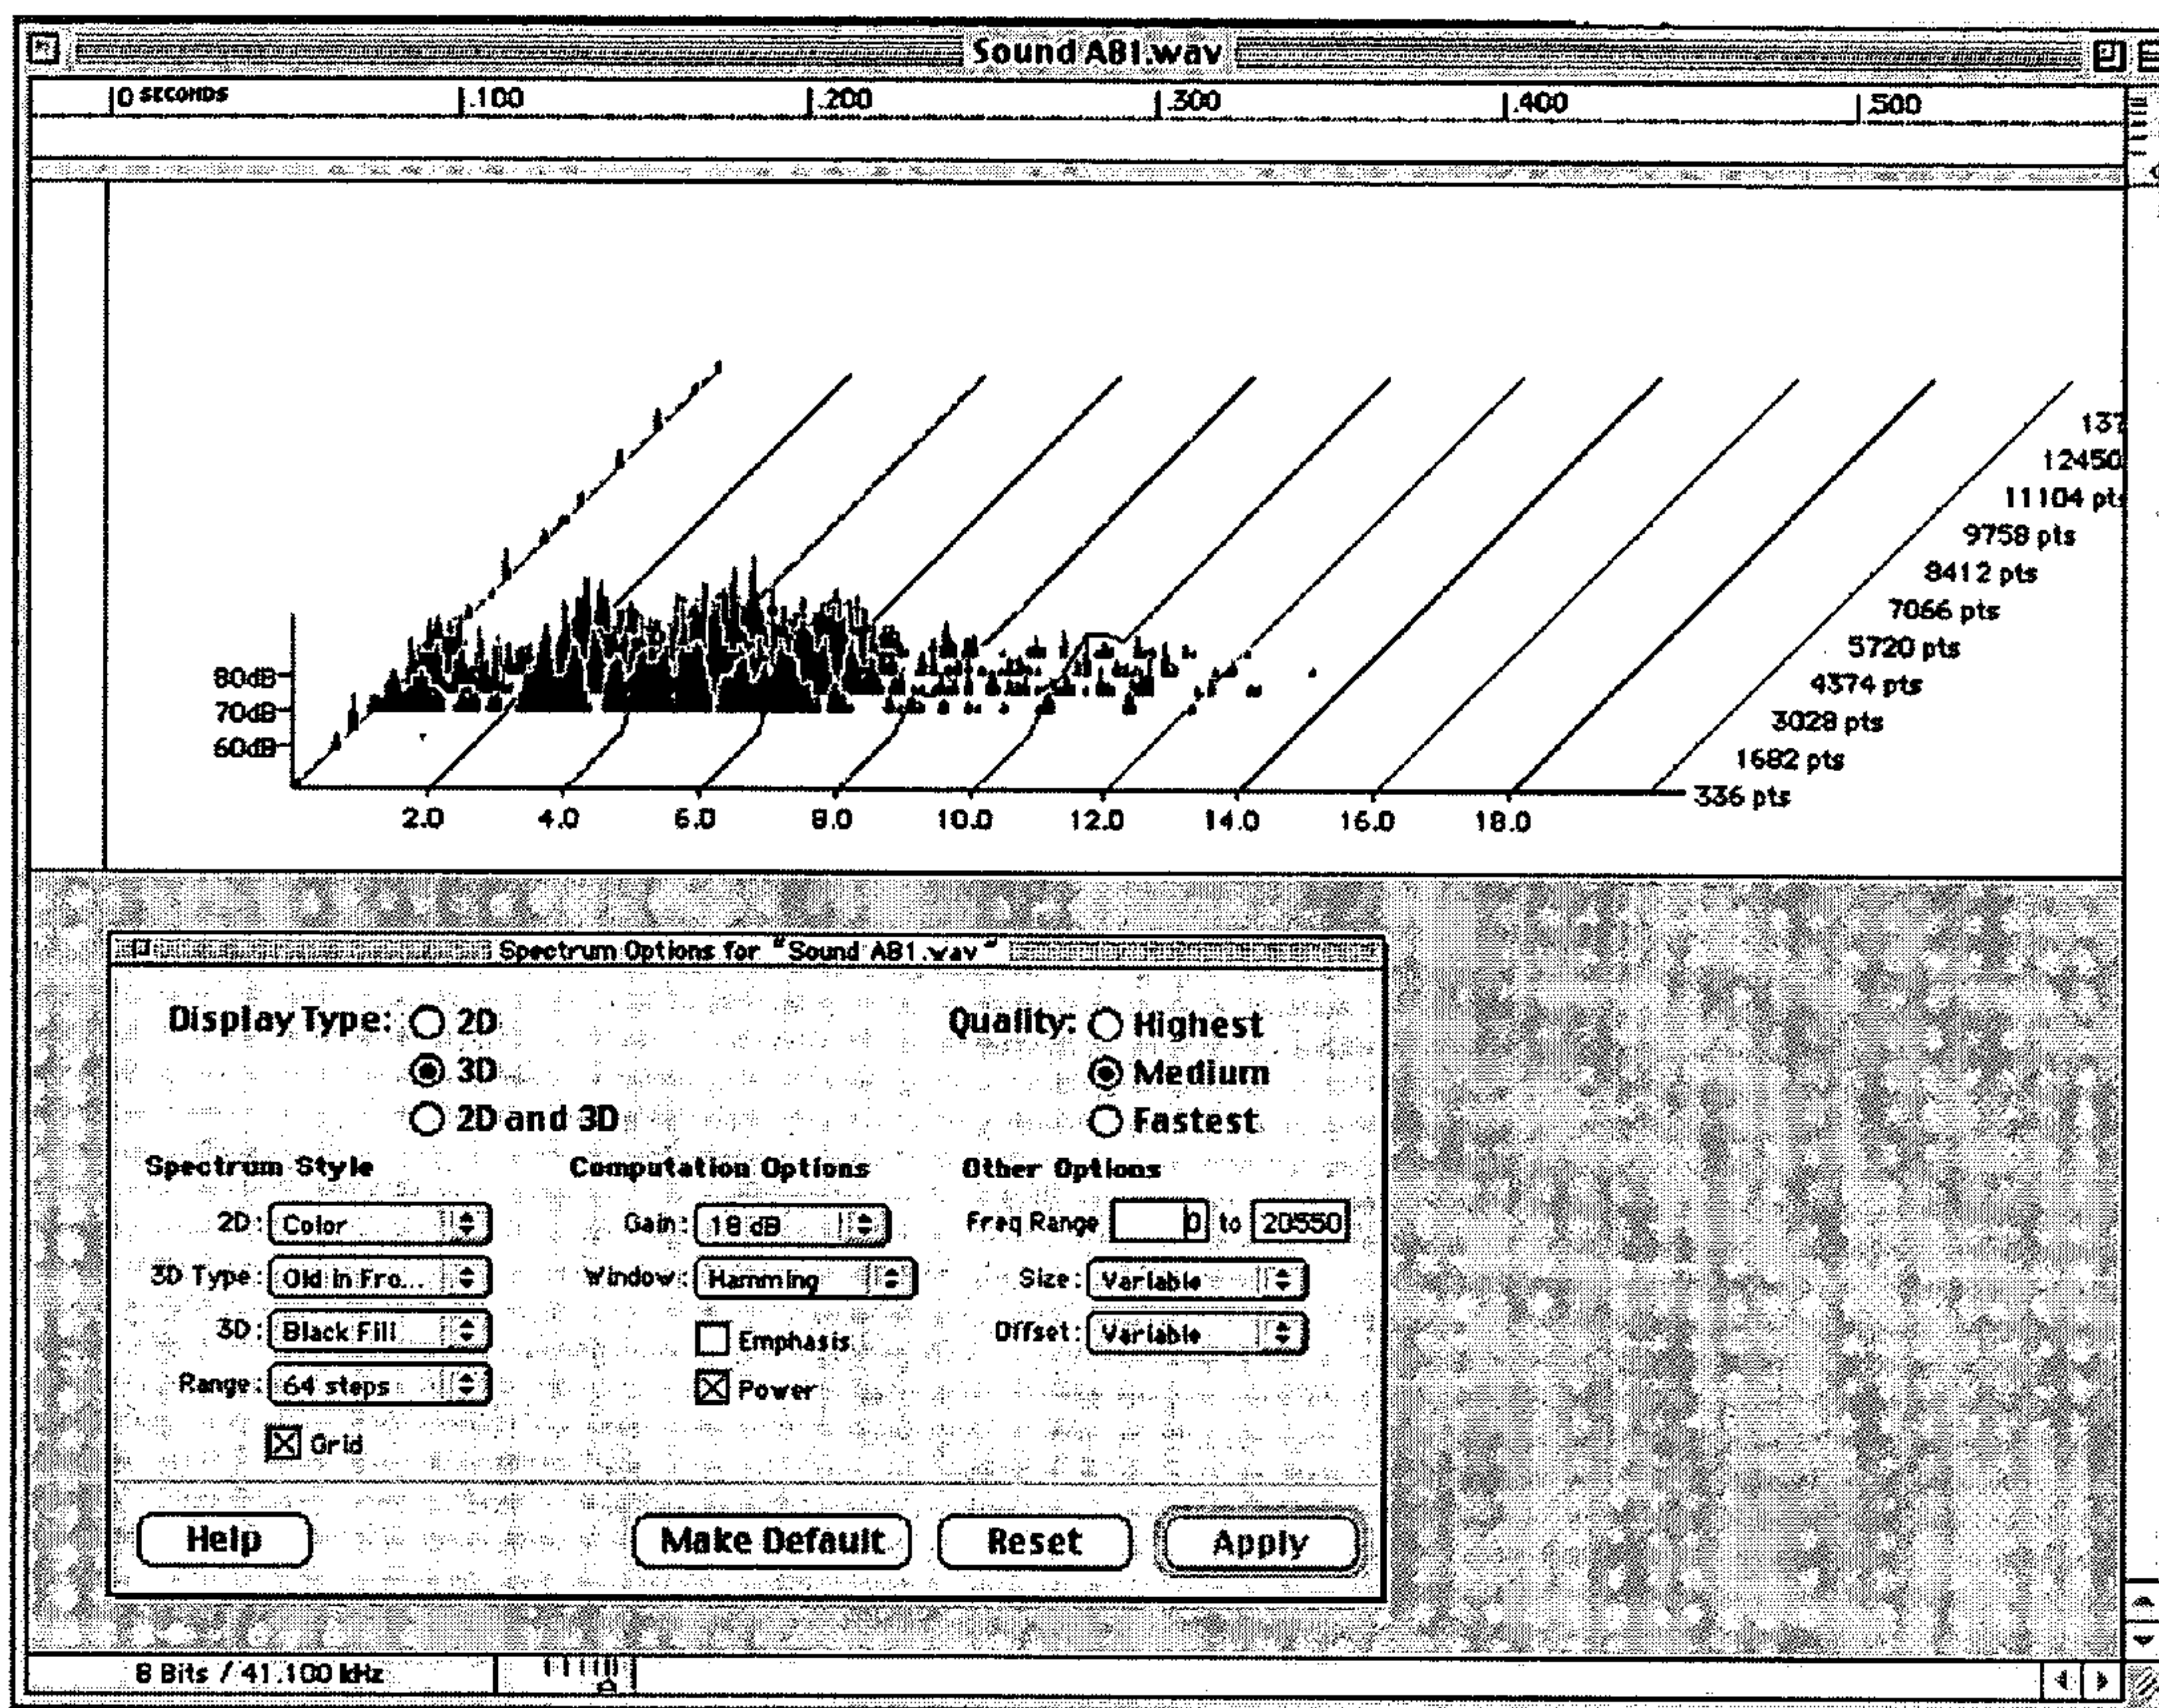 Sound AB1.wav
0 SECONDS .100 .200 .300 .400 .500
137
12450
11104 pts
9758 pts
8412 pts
7066 pts
5720 pts
80dB 4374 pts
70dB 3028 pts
60dB 1682 pts
336 pts
2.0 4.0 6.0 8.0 10.0 12.0 14.0 16.0 18.0
Spectrum Options for "Sound AB1.wav"
Display Type: 2D Quality: Highest
3D Medium
2D and 3D Fastest
Spectrum Style Computation Options Other Options
2D: Color Gain: 18 dB Freq Range 0 to 20550
3D Type: Old in Fro... Window: Hamming Size: Variable
3D: Black Fill Emphasis Offset: Variable
Range: 64 steps Power
Grid
Help Make Default Reset Apply
8 Bits / 41.100 kHz